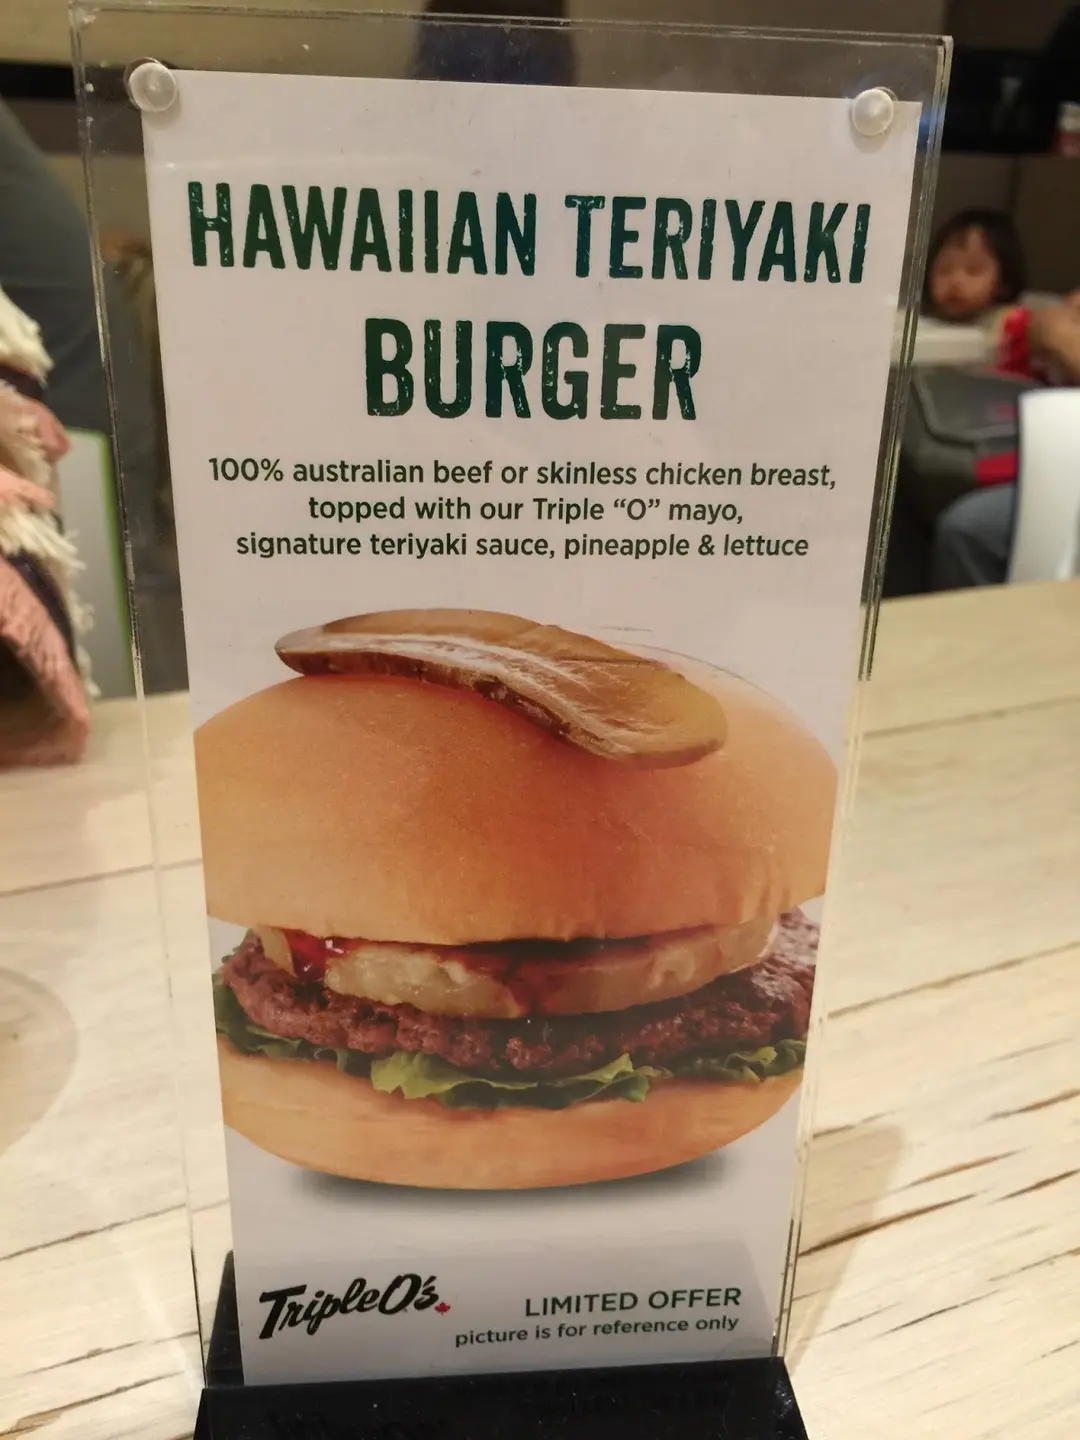 HAWAIIAN TERIYAKI
BURGER
100% australian beef or skinless chicken breast,
topped with our Triple “O” mayo,
signature teriyaki sauce, pineapple & lettuce
Triple O's
LIMITED OFFER
picture is for reference only